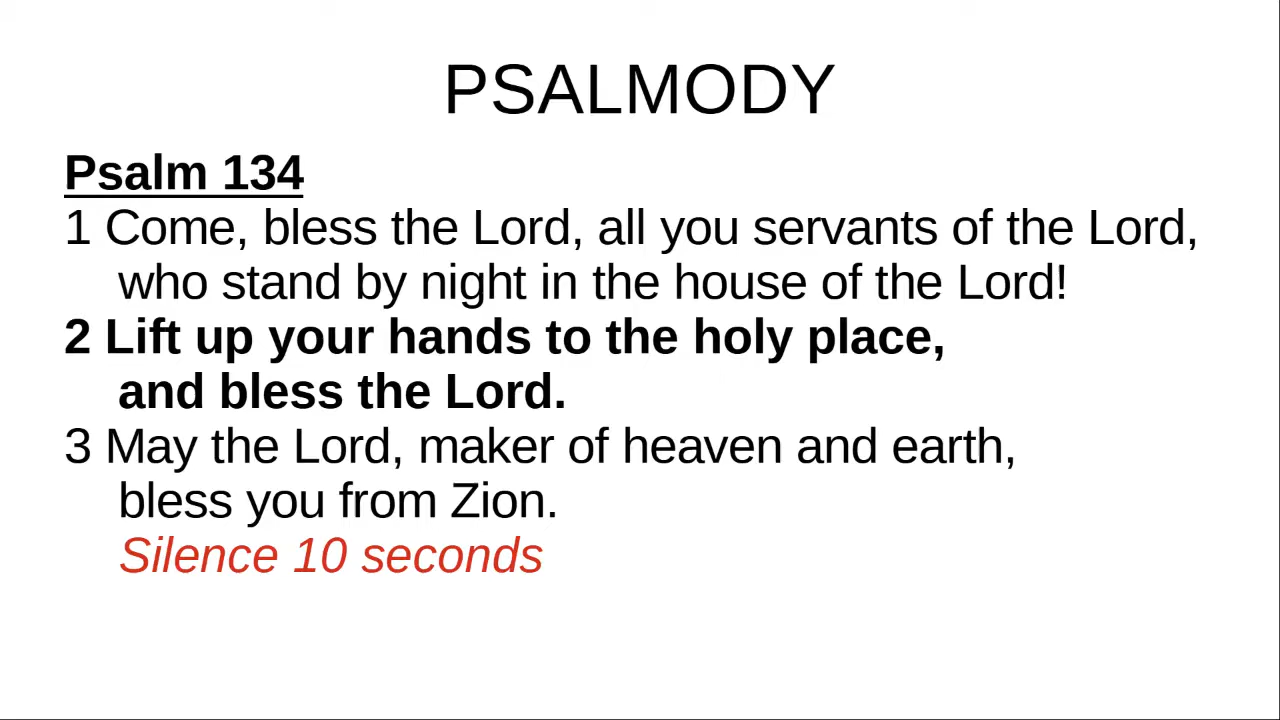 PSALMODY
Psalm 134
1 Come, bless the Lord, all you servants of the Lord,
who stand by night in the house of the Lord!
2 Lift up your hands to the holy place,
and bless the Lord.
3 May the Lord, maker of heaven and earth,
bless you from Zion.
Silence 10 seconds